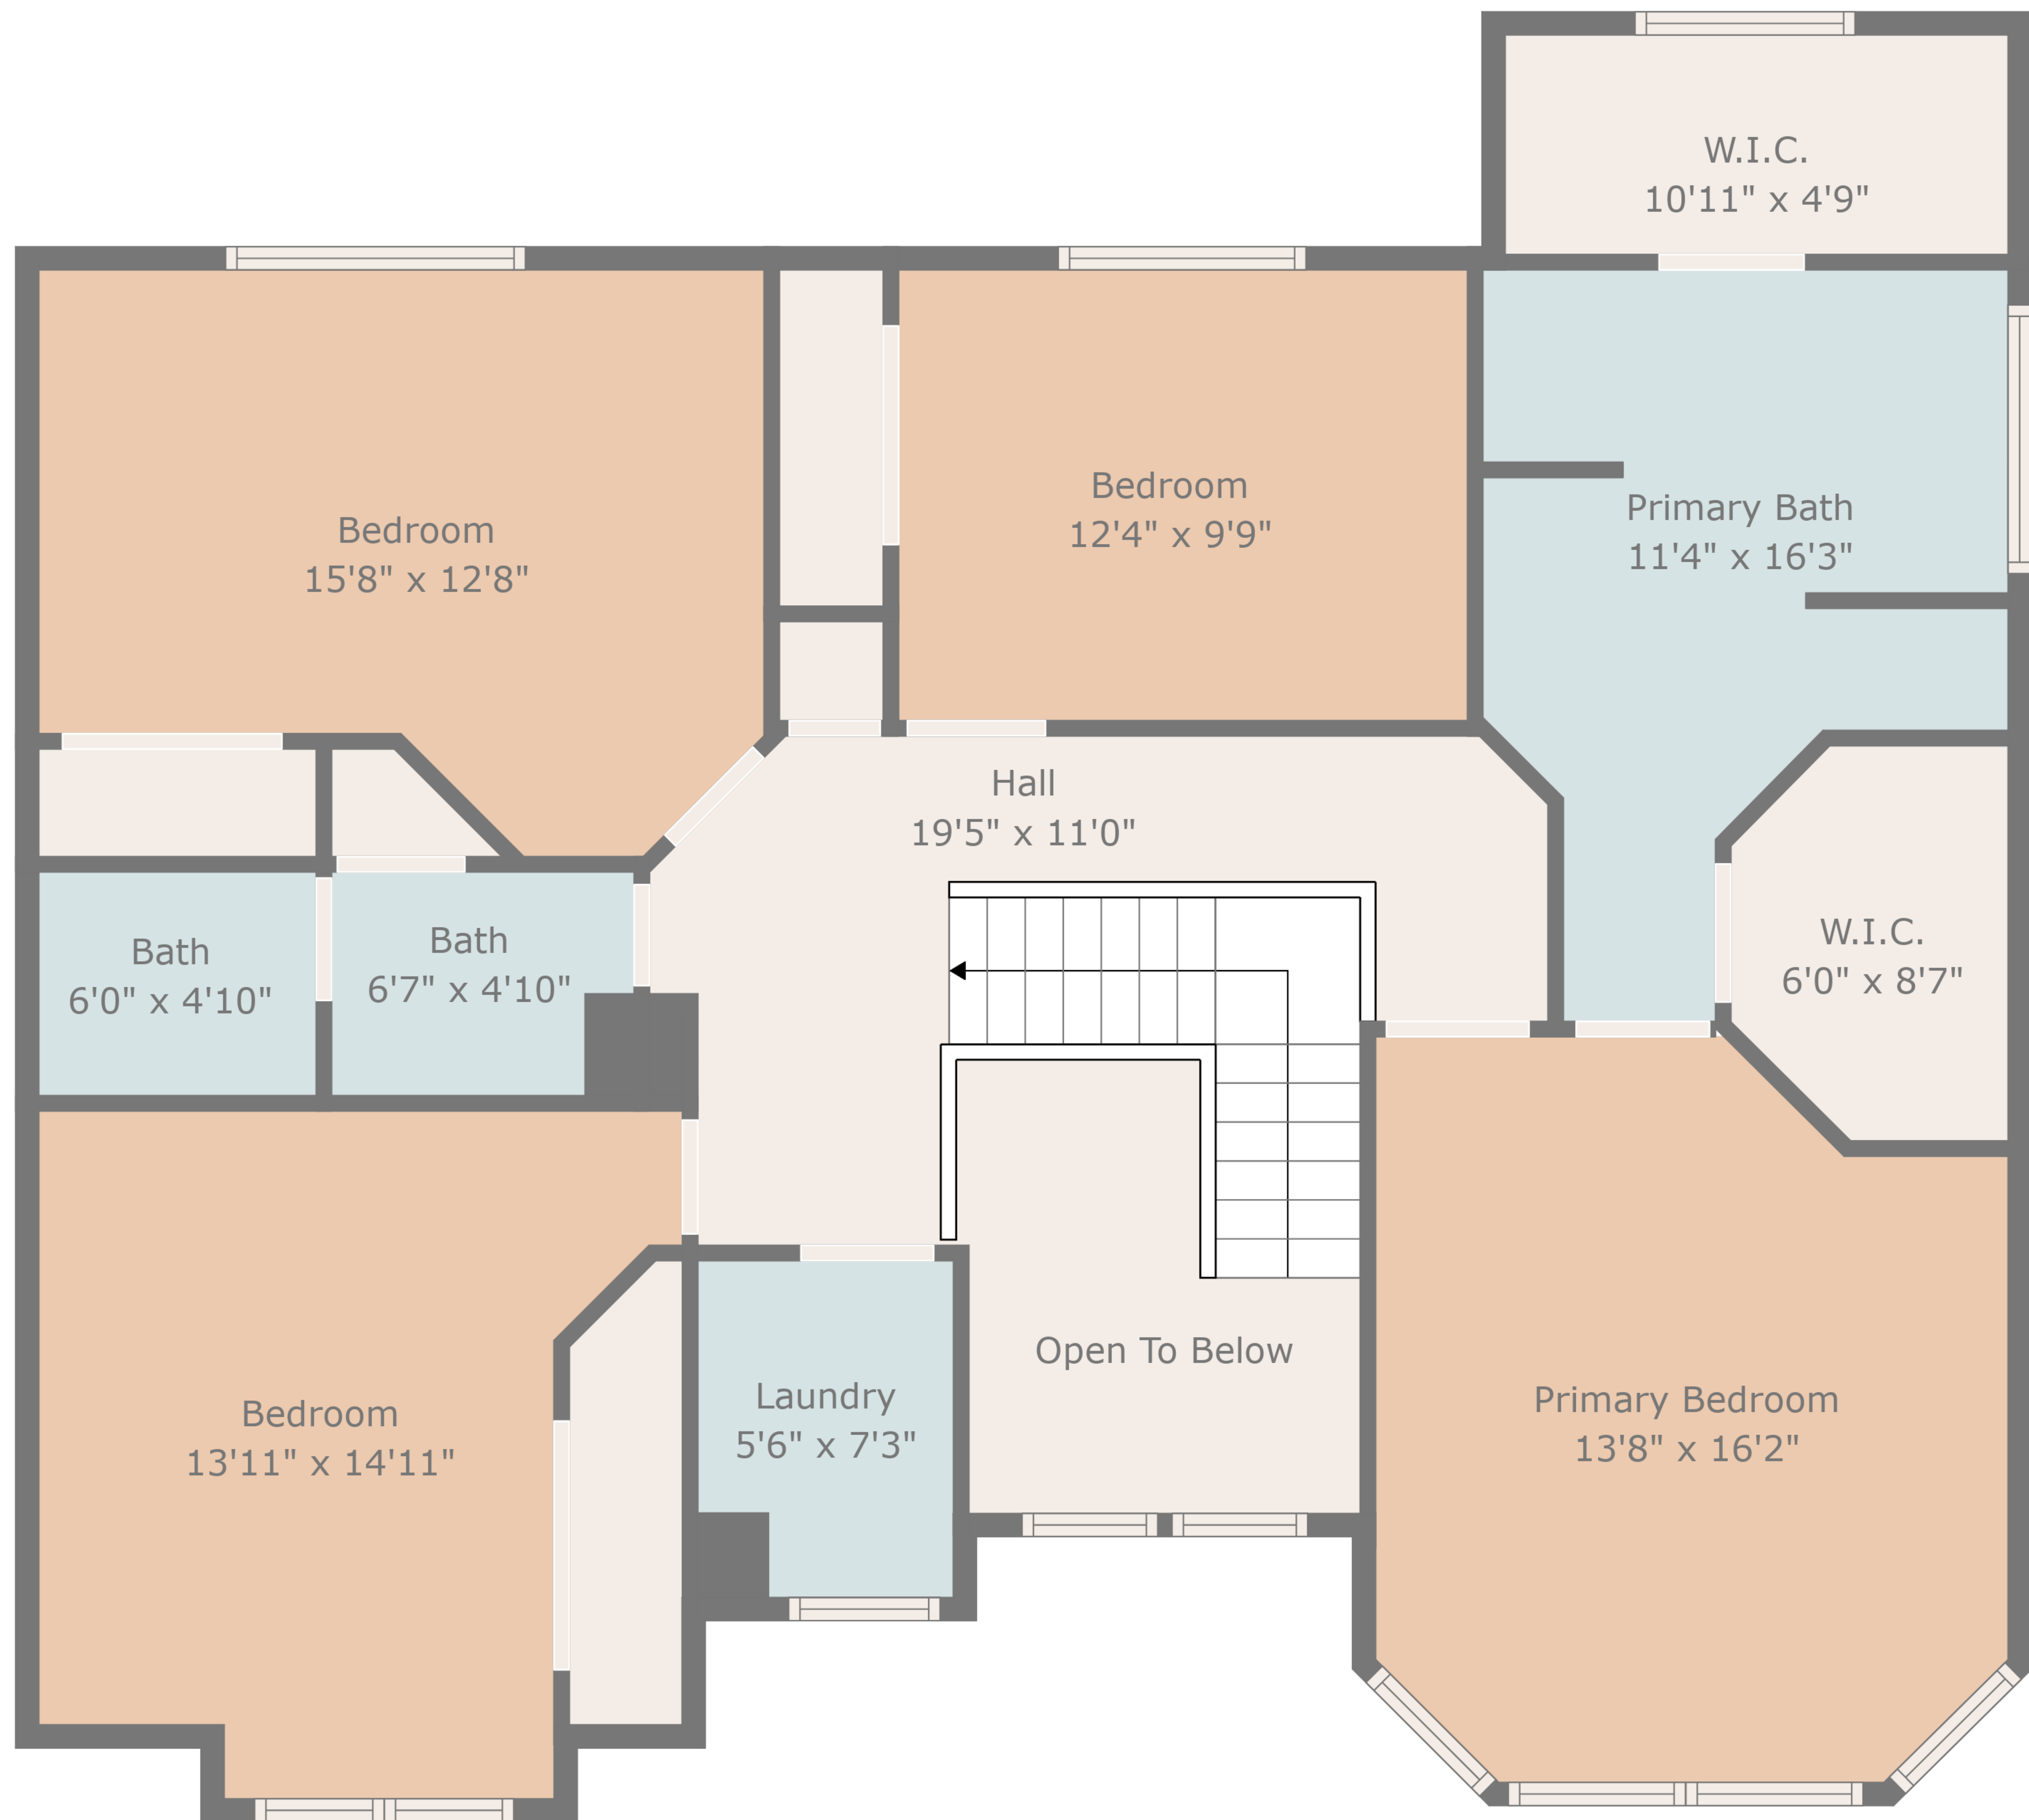 W.I.C.
10'11" x 4'9"
Bedroom
15'8" x 12'8"
Bedroom
12'4" x 9'9"
Primary Bath
11'4" x 16'3"
Hall
19'5" x 11'0"
Bath
6'0" x 4'10"
Bath
6'7" x 4'10"
W.I.C.
6'0" x 8'7"
Open To Below
Bedroom
13'11" x 14'11"
Laundry
5'6" x 7'3"
Primary Bedroom
13'8" x 16'2"